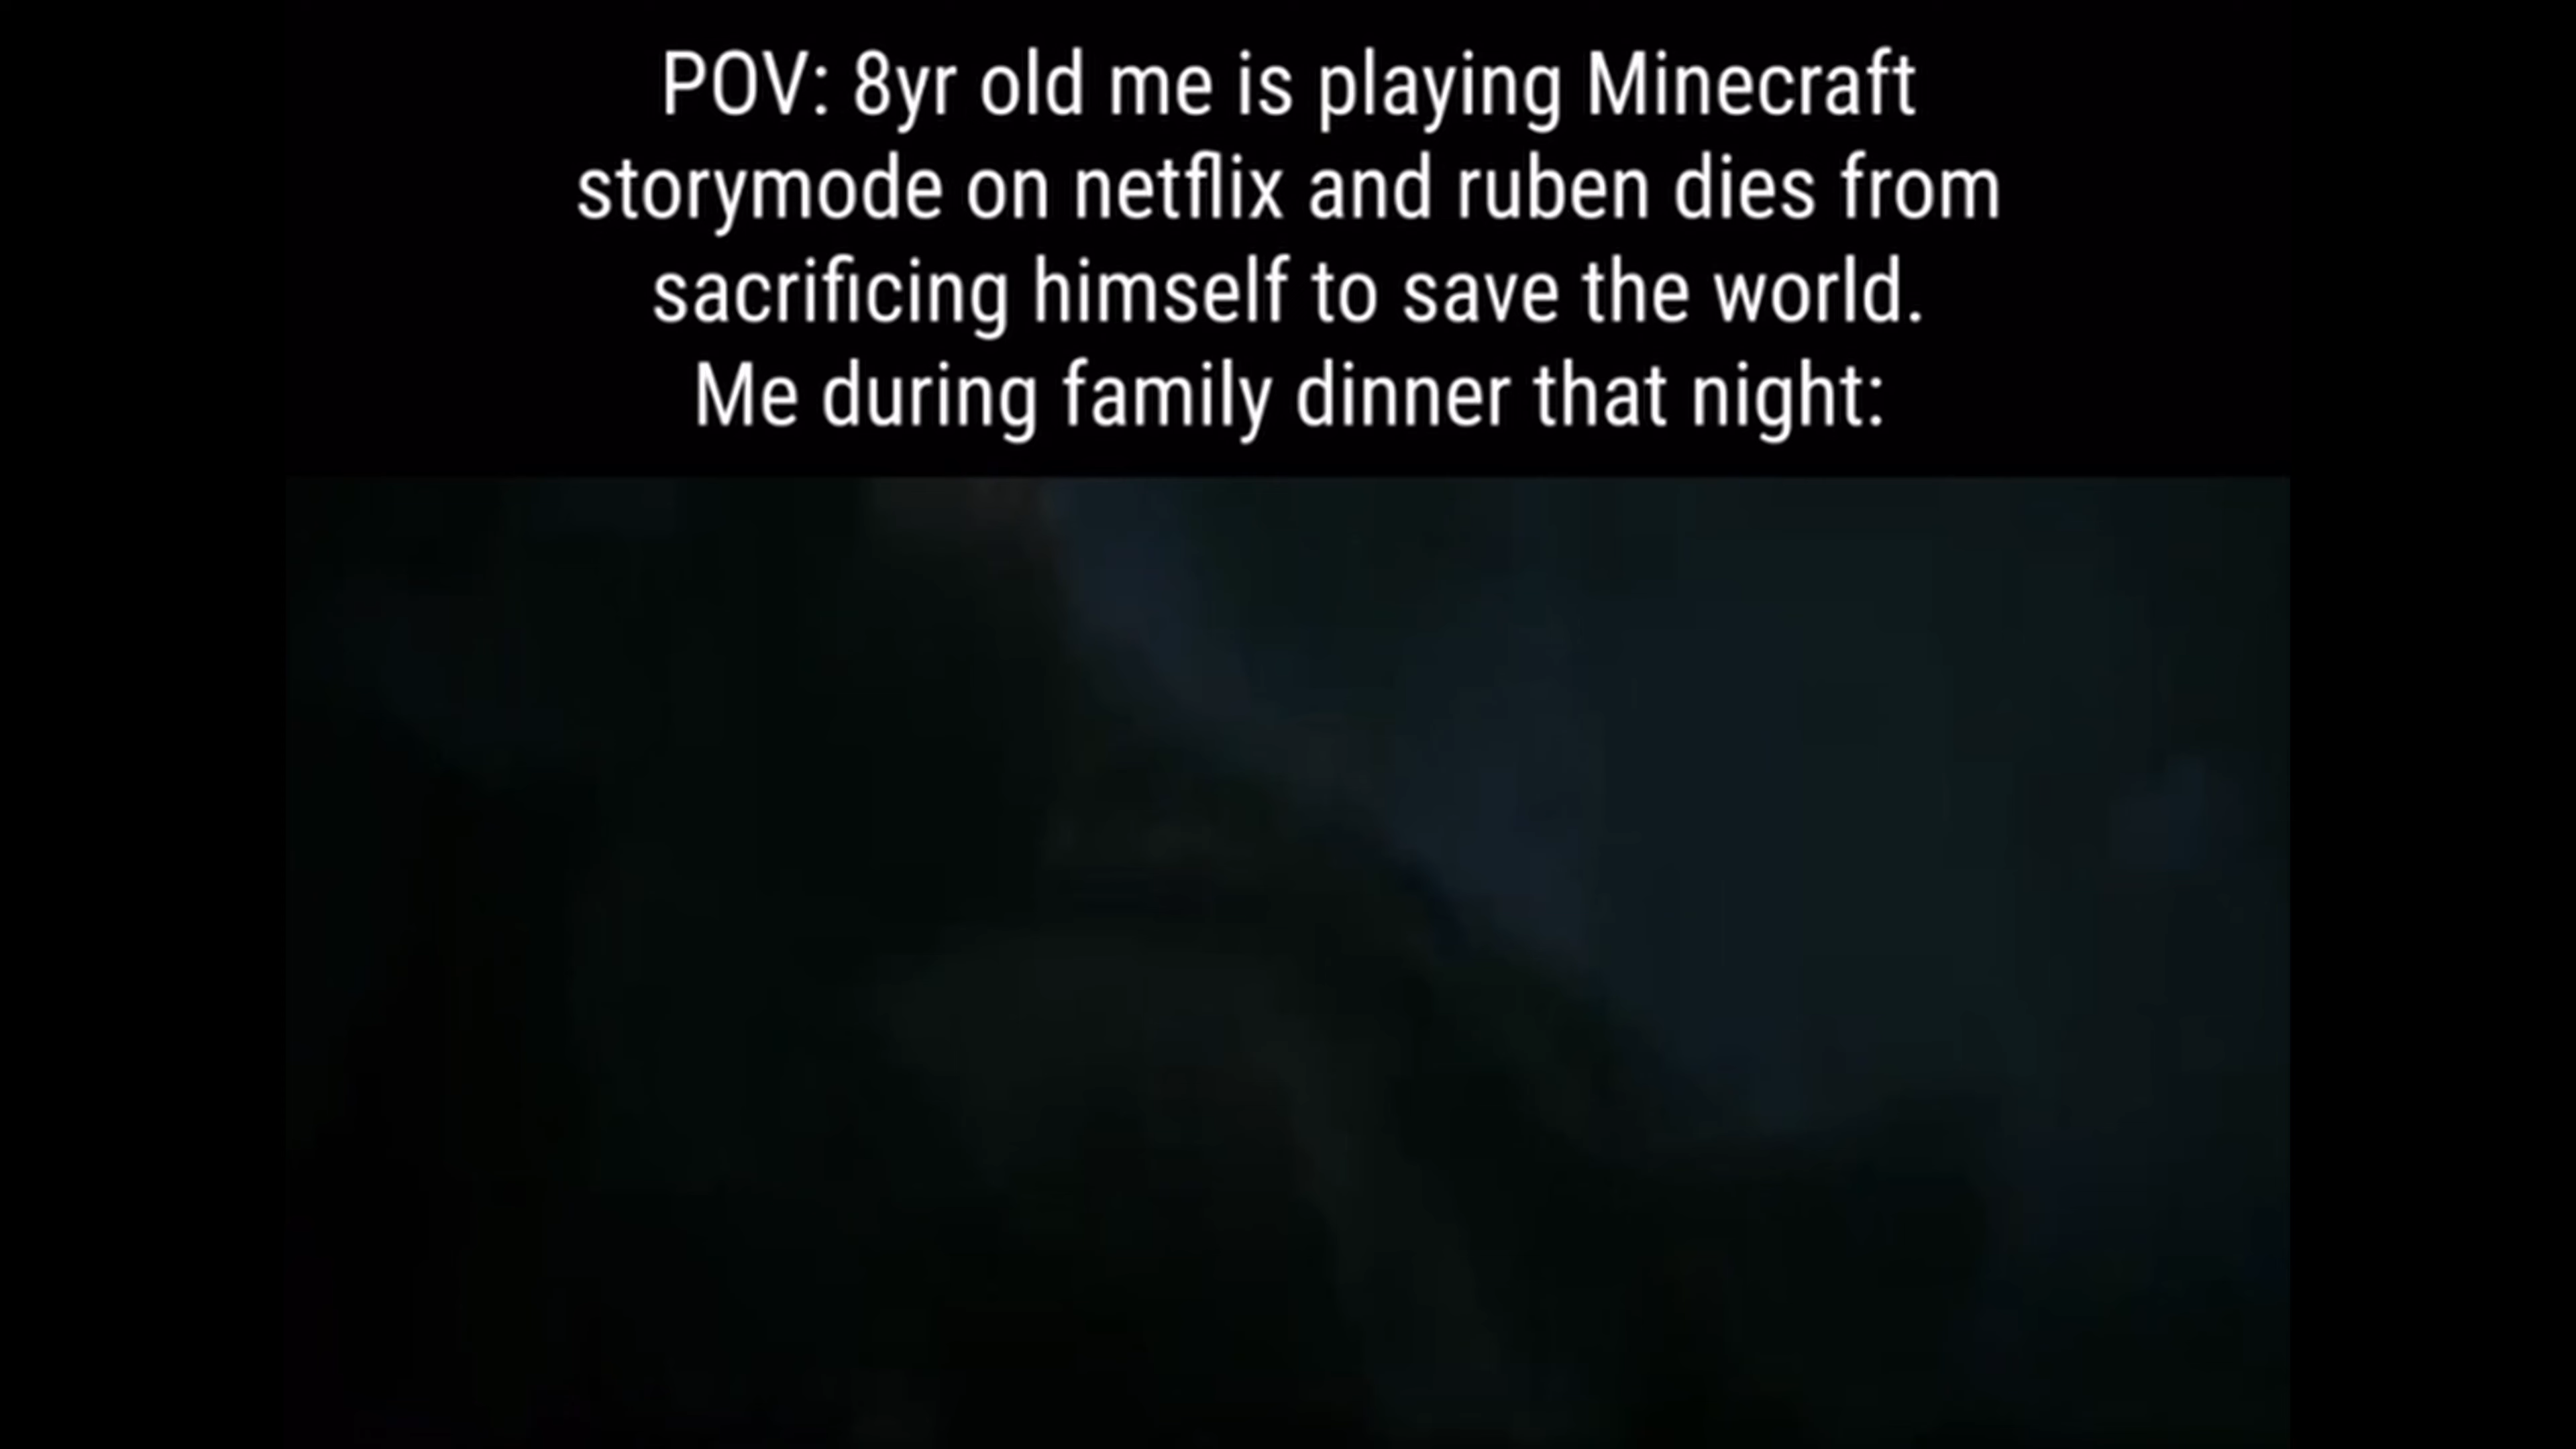 POV: 8yr old me is playing Minecraft
storymode on netflix and ruben dies from
sacrificing himself to save the world.
Me during family dinner that night: